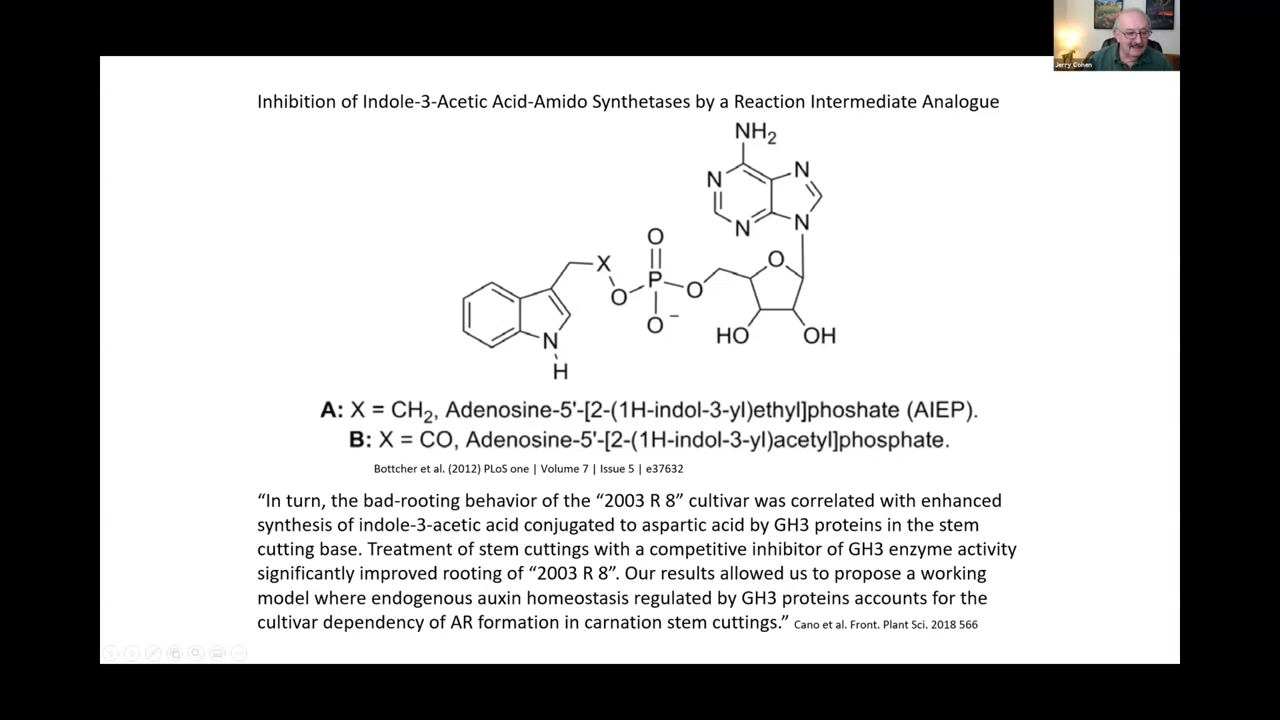 Jerry Cohen
Inhibition of Indole-3-Acetic Acid-Amido Synthetases by a Reaction Intermediate Analogue
NH2
N
N
N
N
O
O
X
P
O
O
O
–
HO
OH
N
H
A: X = CH2, Adenosine-5'-[2-(1H-indol-3-yl)ethyl]phoshate (AIEP).
B: X = CO, Adenosine-5'-[2-(1H-indol-3-yl)acetyl]phosphate.
Bottcher et al. (2012) PLoS one | Volume 7 | Issue 5 | e37632
“In turn, the bad-rooting behavior of the “2003 R 8” cultivar was correlated with enhanced
synthesis of indole-3-acetic acid conjugated to aspartic acid by GH3 proteins in the stem
cutting base. Treatment of stem cuttings with a competitive inhibitor of GH3 enzyme activity
significantly improved rooting of “2003 R 8”. Our results allowed us to propose a working
model where endogenous auxin homeostasis regulated by GH3 proteins accounts for the
cultivar dependency of AR formation in carnation stem cuttings.” Cano et al. Front. Plant Sci. 2018 566